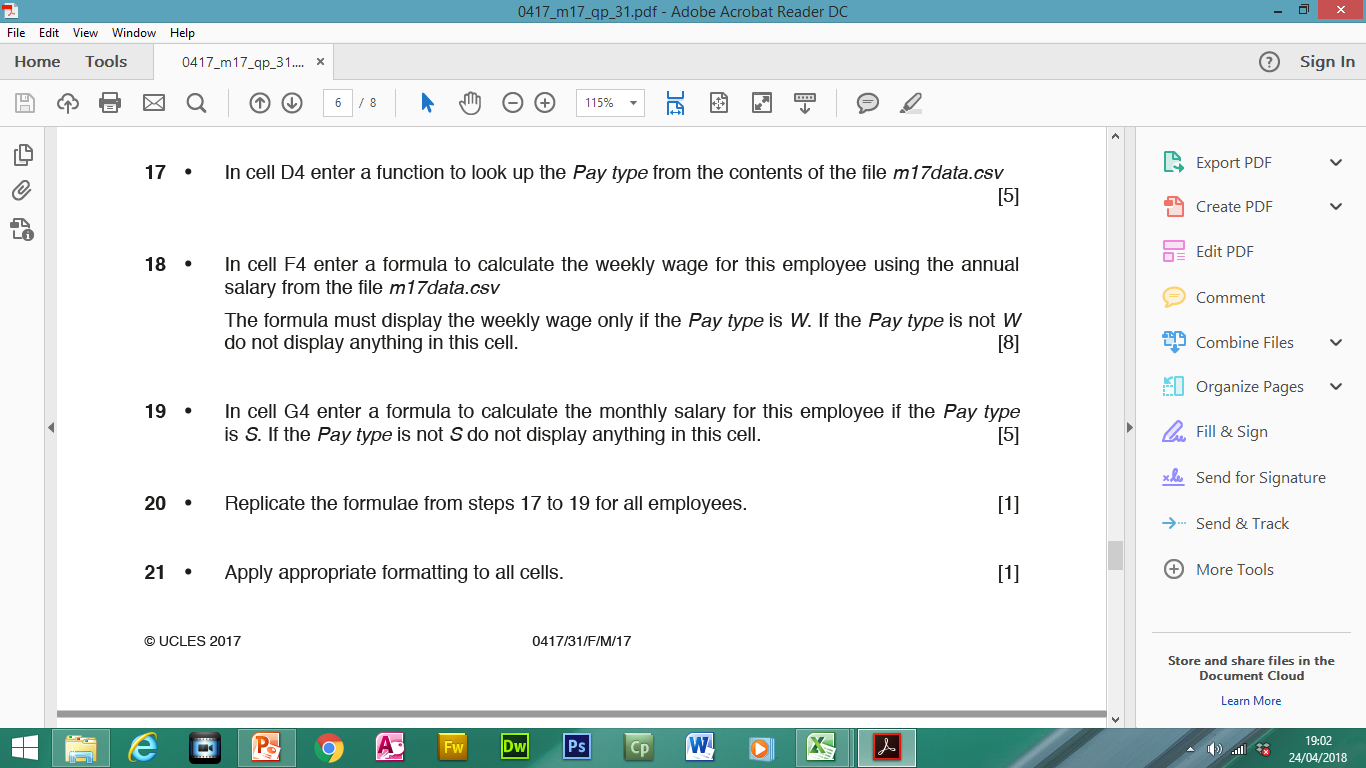 0417_m17_qp_31.pdf - Adobe Acrobat Reader DC
File Edit View Window Help
Home Tools 0417_m17_qp_31.... × ? Sign In
6 / 8 115%
17 • In cell D4 enter a function to look up the Pay type from the contents of the file m17data.csv
[5]
18 • In cell F4 enter a formula to calculate the weekly wage for this employee using the annual
salary from the file m17data.csv
The formula must display the weekly wage only if the Pay type is W. If the Pay type is not W
do not display anything in this cell. [8]
19 • In cell G4 enter a formula to calculate the monthly salary for this employee if the Pay type
is S. If the Pay type is not S do not display anything in this cell. [5]
20 • Replicate the formulae from steps 17 to 19 for all employees. [1]
21 • Apply appropriate formatting to all cells. [1]
© UCLES 2017 0417/31/F/M/17
Export PDF
Create PDF
Edit PDF
Comment
Combine Files
Organize Pages
Fill & Sign
Send for Signature
Send & Track
More Tools
Store and share files in the
Document Cloud
Learn More
Fw Dw Ps Cp
19:02
24/04/2018